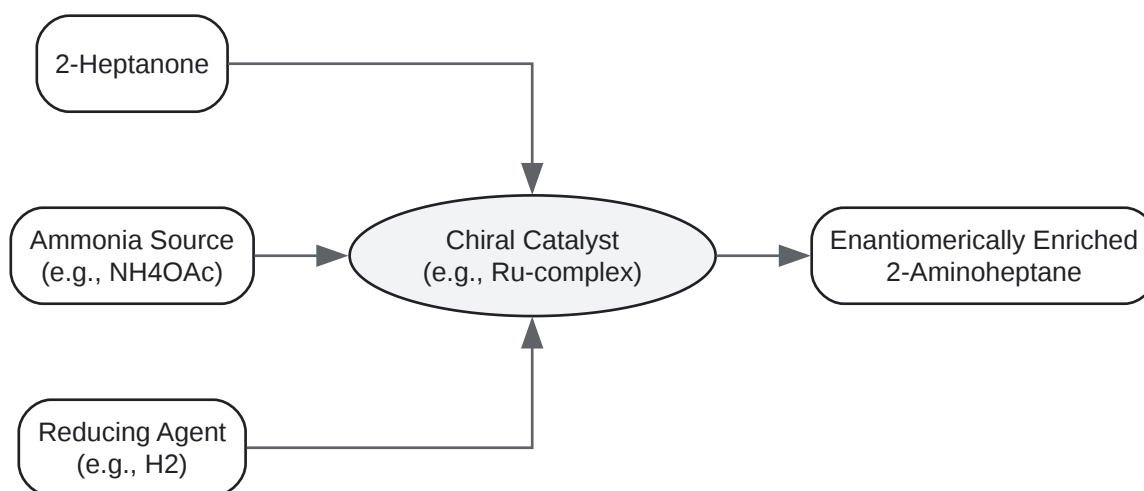 2-Heptanone
Ammonia Source
(e.g., NH4OAc)
Chiral Catalyst
(e.g., Ru-complex)
Enantiomerically Enriched
2-Aminoheptane
Reducing Agent
(e.g., H2)